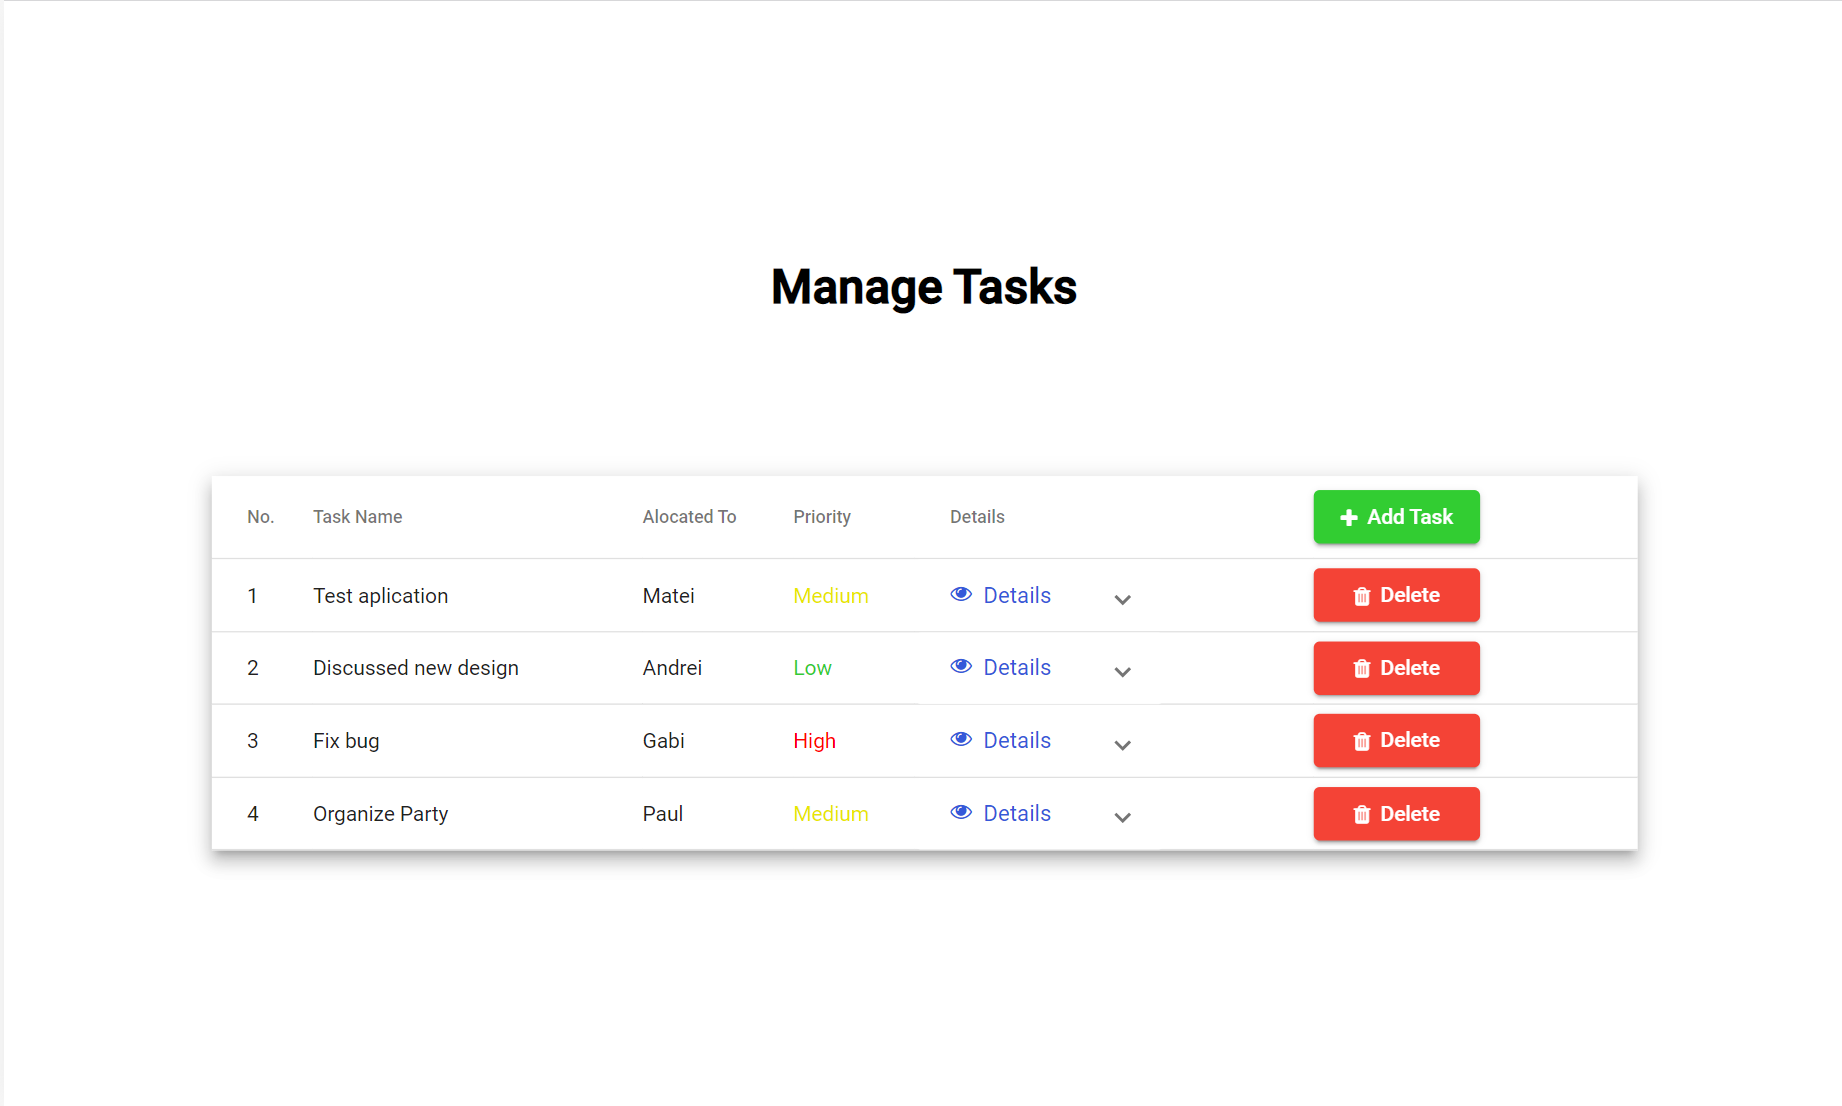 Manage Tasks
No. Task Name Alocated To Priority Details Add Task
1 Test aplication Matei Medium Details Delete
2 Discussed new design Andrei Low Details Delete
3 Fix bug Gabi High Details Delete
4 Organize Party Paul Medium Details Delete